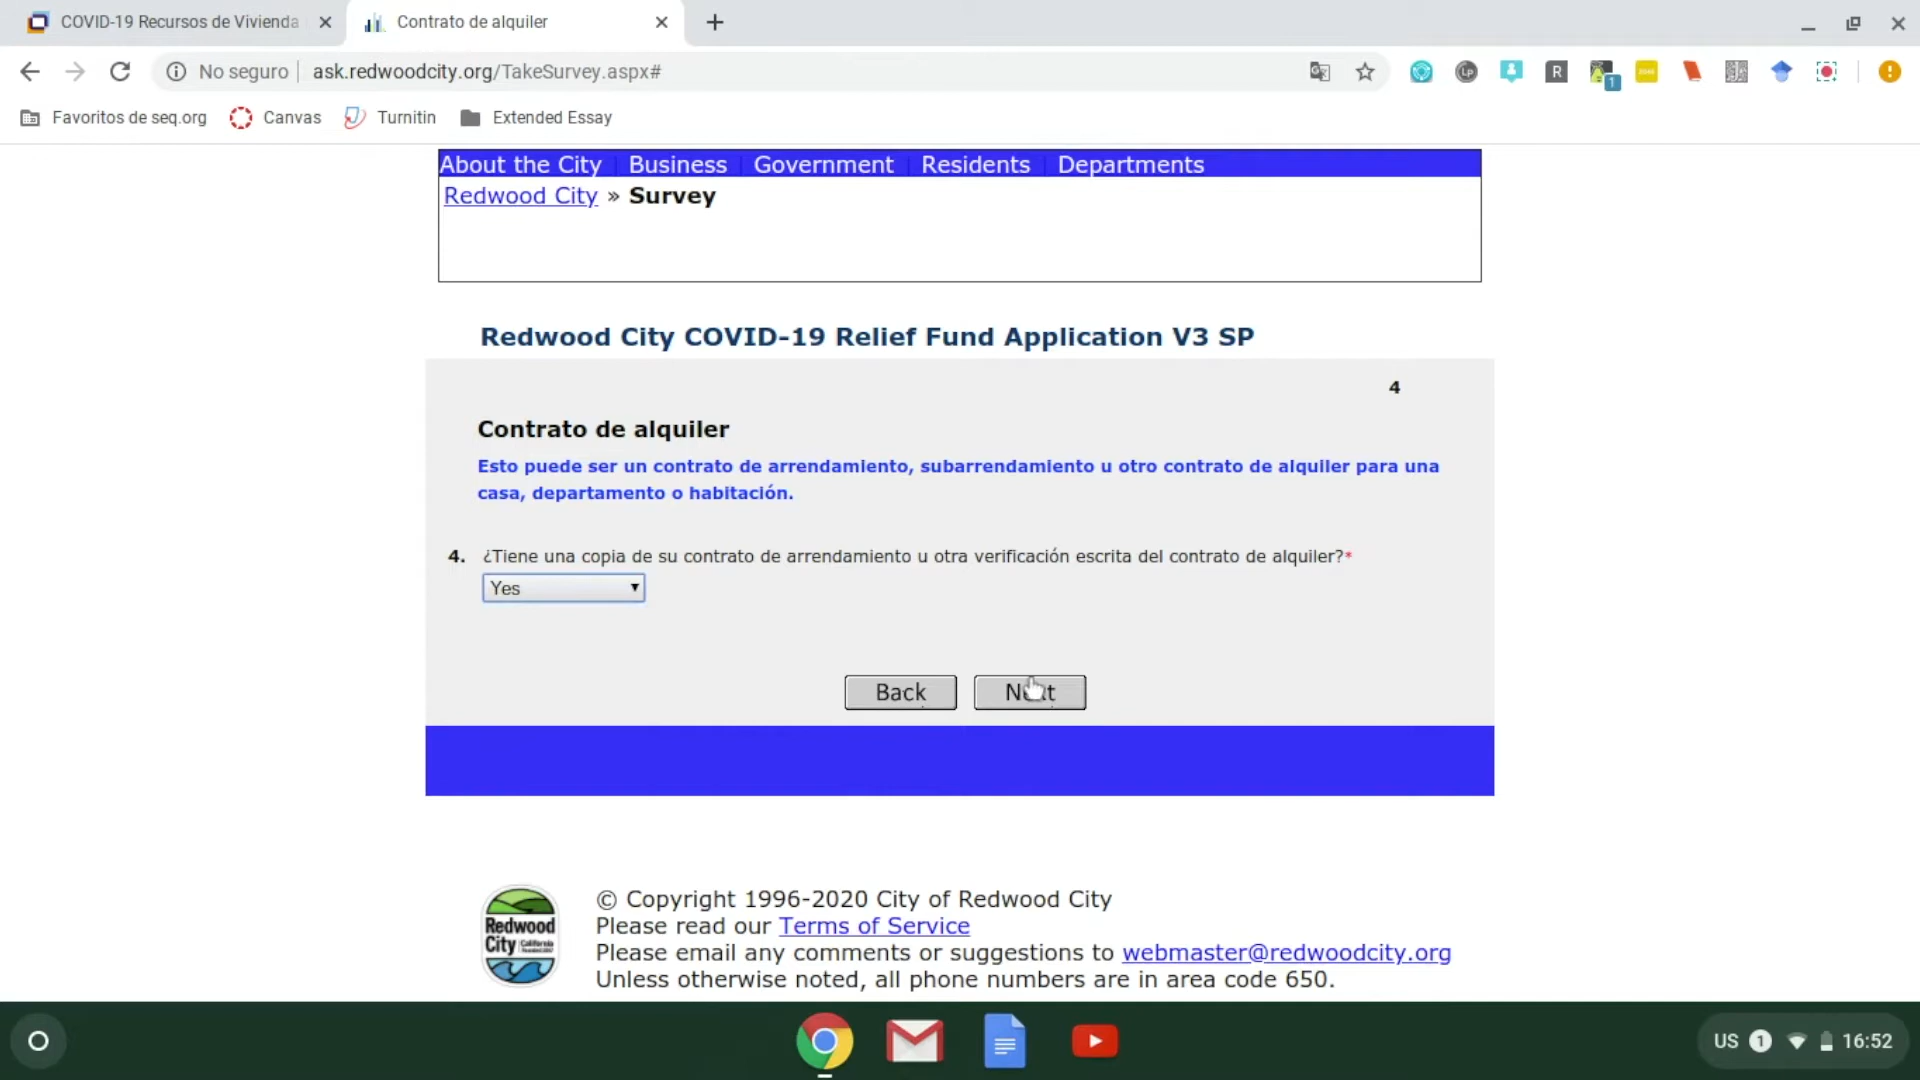 COVID-19 Recursos de Vivienda
Contrato de alquiler
No seguro
ask.redwoodcity.org/TakeSurvey.aspx#
Favoritos de seq.org
Canvas
Turnitin
Extended Essay
About the City Business Government Residents Departments
Redwood City » Survey
Redwood City COVID-19 Relief Fund Application V3 SP
4
Contrato de alquiler
Esto puede ser un contrato de arrendamiento, subarrendamiento u otro contrato de alquiler para una
casa, departamento o habitación.
4. ¿Tiene una copia de su contrato de arrendamiento u otra verificación escrita del contrato de alquiler?*
Yes
Back Next
Redwood
City California
© Copyright 1996-2020 City of Redwood City
Please read our Terms of Service
Please email any comments or suggestions to webmaster@redwoodcity.org
Unless otherwise noted, all phone numbers are in area code 650.
US 1 16:52